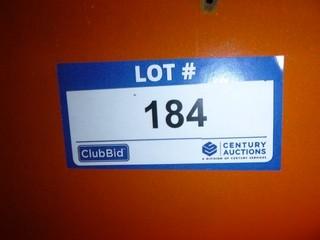 LOT #
184
ClubBid
CENTURY
AUCTIONS
A DIVISION OF CENTURY SERVICES